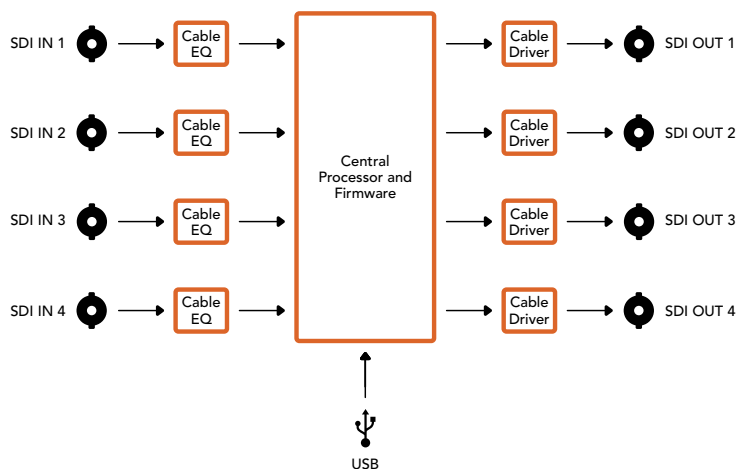 SDI IN 1
Cable
EQ
Cable
Driver
SDI OUT 1
SDI IN 2
Cable
EQ
Cable
Driver
SDI OUT 2
Central
Processor and
Firmware
SDI IN 3
Cable
EQ
Cable
Driver
SDI OUT 3
SDI IN 4
Cable
EQ
Cable
Driver
SDI OUT 4
USB